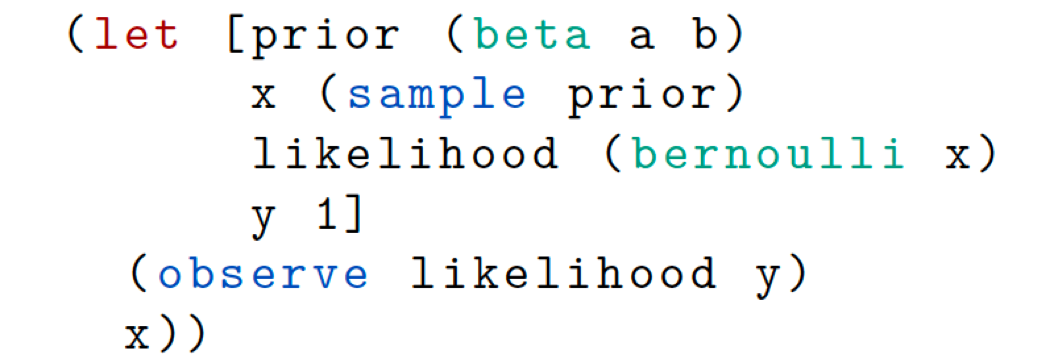 (let [prior (beta a b)
x (sample prior)
likelihood (bernoulli x)
y 1]
(observe likelihood y)
x))